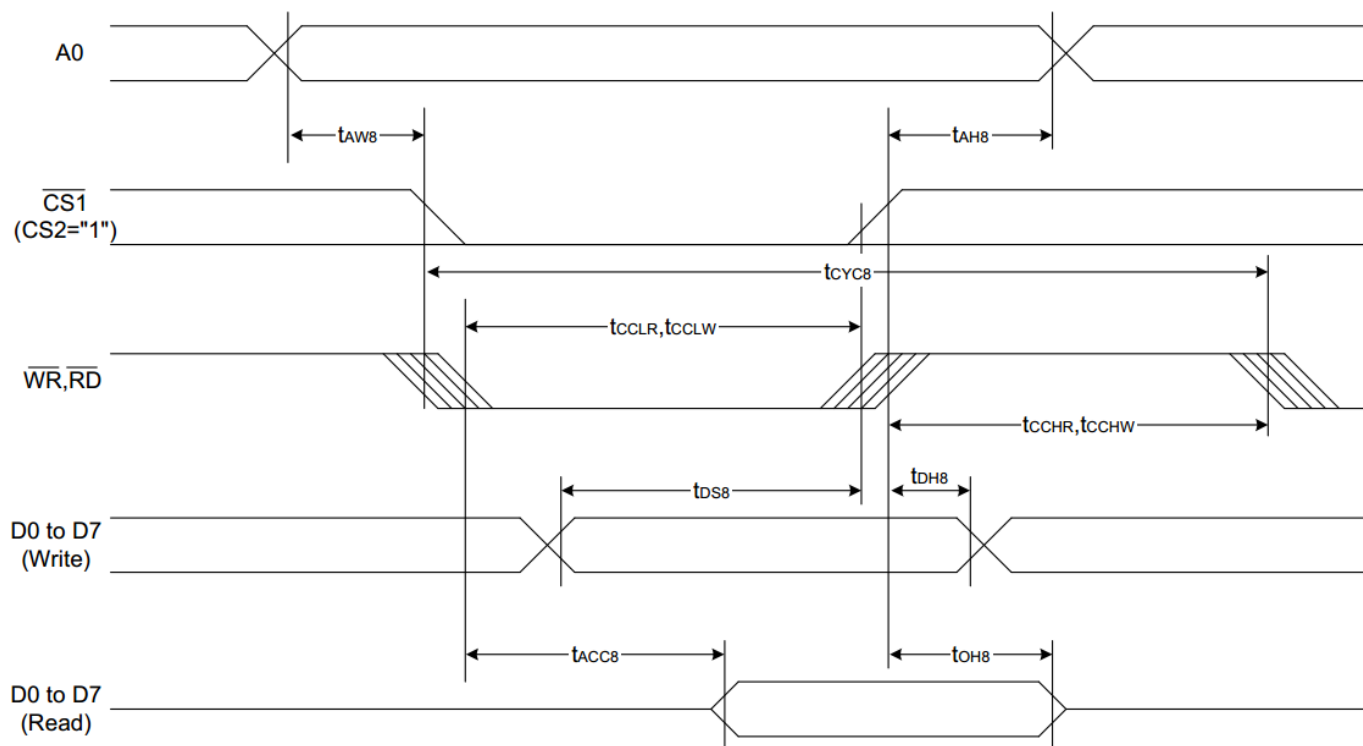 A0
tAW8
tAH8
CS1
(CS2="1")
tCYC8
tCCLR,tCCLW
WR,RD
tCCHR,tCCHW
tDS8
tDH8
D0 to D7
(Write)
tACC8
tOH8
D0 to D7
(Read)